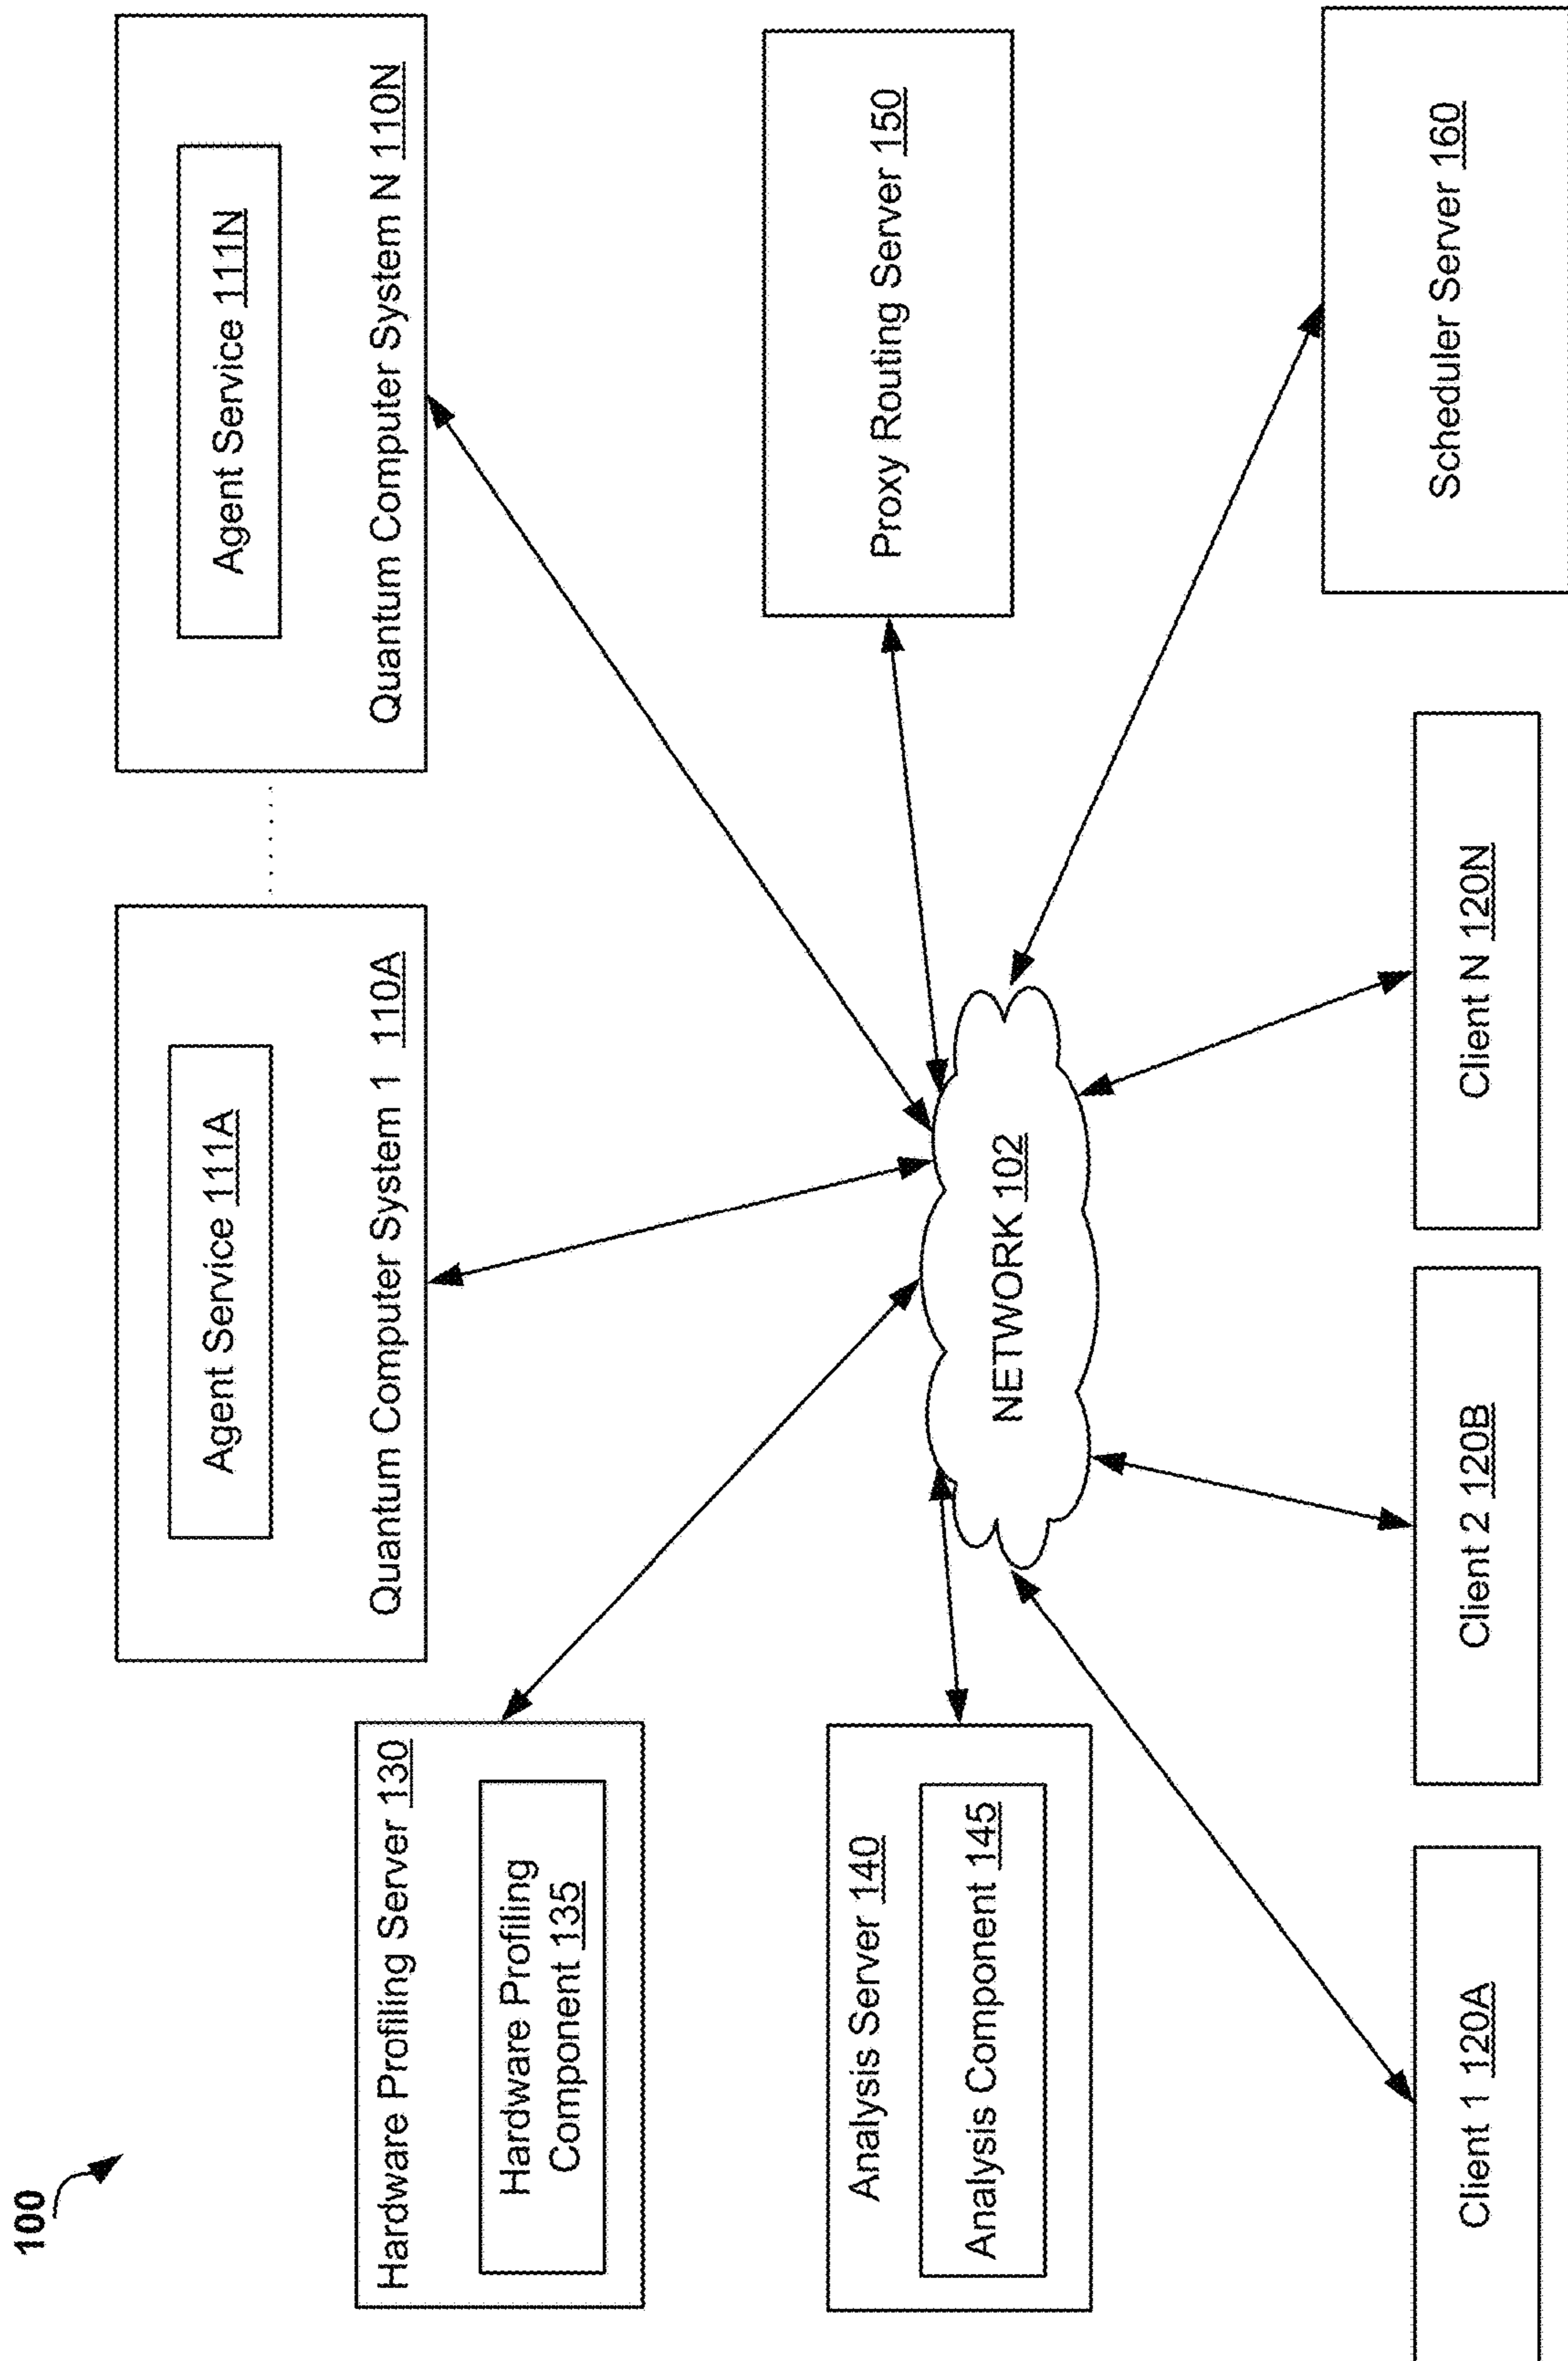 100
Agent Service 111A
Quantum Computer System 1 110A
.....
Agent Service 111N
Quantum Computer System N 110N
Hardware Profiling Server 130
Hardware Profiling
Component 135
Analysis Server 140
Analysis Component 145
NETWORK 102
Proxy Routing Server 150
Scheduler Server 160
Client 1 120A
Client 2 120B
Client N 120N